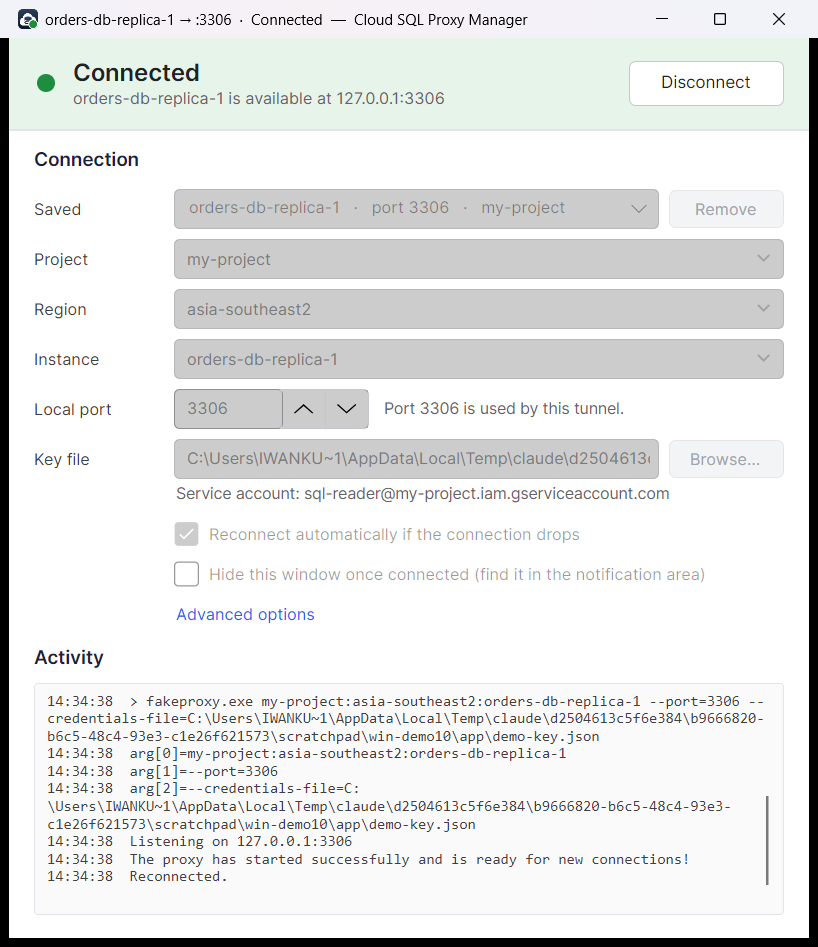 orders-db-replica-1 → :3306 · Connected — Cloud SQL Proxy Manager
Connected
orders-db-replica-1 is available at 127.0.0.1:3306
Disconnect
Connection
Saved
orders-db-replica-1 · port 3306 · my-project
Remove
Project
my-project
Region
asia-southeast2
Instance
orders-db-replica-1
Local port
3306
Port 3306 is used by this tunnel.
Key file
C:\Users\IWANKU~1\AppData\Local\Temp\claude\d2504613c
Browse...
Service account: sql-reader@my-project.iam.gserviceaccount.com
Reconnect automatically if the connection drops
Hide this window once connected (find it in the notification area)
Advanced options
Activity
14:34:38 > fakeproxy.exe my-project:asia-southeast2:orders-db-replica-1 --port=3306 --
credentials-file=C:\Users\IWANKU~1\AppData\Local\Temp\claude\d2504613c5f6e384\b9666820-
b6c5-48c4-93e3-c1e26f621573\scratchpad\win-demo10\app\demo-key.json
14:34:38 arg[0]=my-project:asia-southeast2:orders-db-replica-1
14:34:38 arg[1]=--port=3306
14:34:38 arg[2]=--credentials-file=C:
\Users\IWANKU~1\AppData\Local\Temp\claude\d2504613c5f6e384\b9666820-b6c5-48c4-93e3-
c1e26f621573\scratchpad\win-demo10\app\demo-key.json
14:34:38 Listening on 127.0.0.1:3306
14:34:38 The proxy has started successfully and is ready for new connections!
14:34:38 Reconnected.